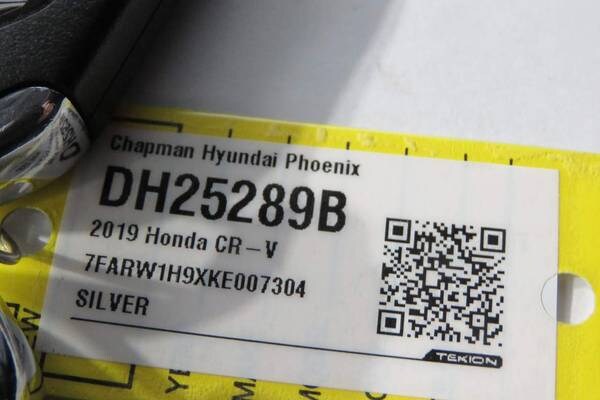 Chapman Hyundai Phoenix
DH25289B
2019 Honda CR-V
7FARW1H9XKE007304
SILVER
TEKION